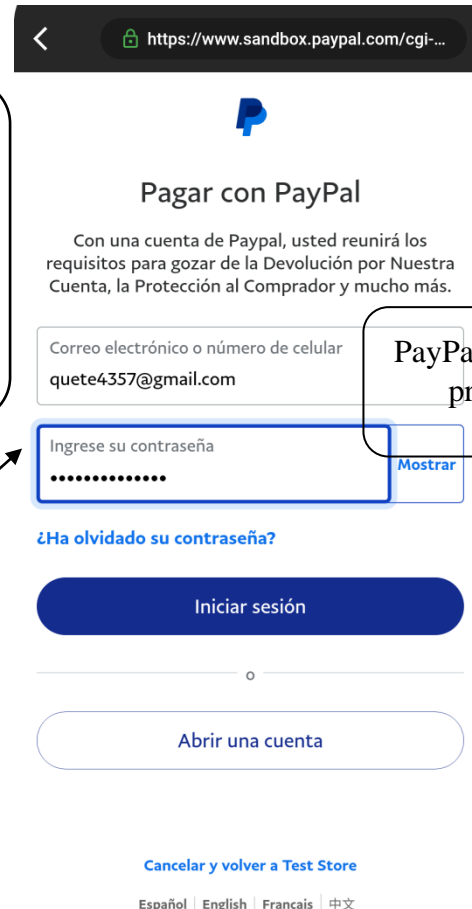 https://www.sandbox.paypal.com/cgi-...
Pagar con PayPal
Con una cuenta de Paypal, usted reunirá los
requisitos para gozar de la Devolución por Nuestra
Cuenta, la Protección al Comprador y mucho más.
Correo electrónico o número de celular
quete4357@gmail.com
PayPa
pr
Ingrese su contraseña
••••••••••••••
Mostrar
¿Ha olvidado su contraseña?
Iniciar sesión
o
Abrir una cuenta
Cancelar y volver a Test Store
Español | English | Français | 中文